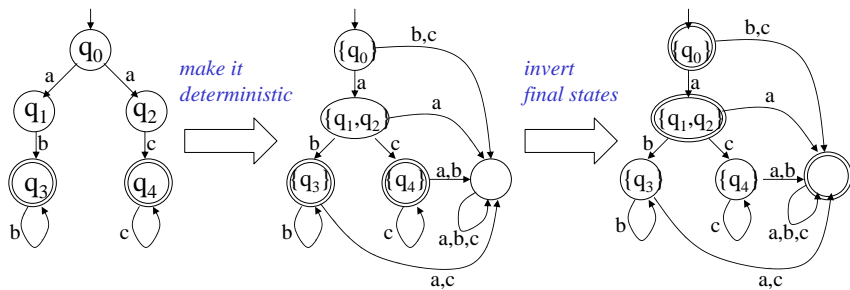 q0
a a
q1 q2
b c
q3 q4
b c
make it
deterministic
{q0}
b,c
a
{q1,q2}
a
b c
{q3} {q4}
a,b
b c
a,b,c
a,c
invert
final states
{q0}
b,c
a
{q1,q2}
a
b c
{q3} {q4}
a,b
b c
a,b,c
a,c